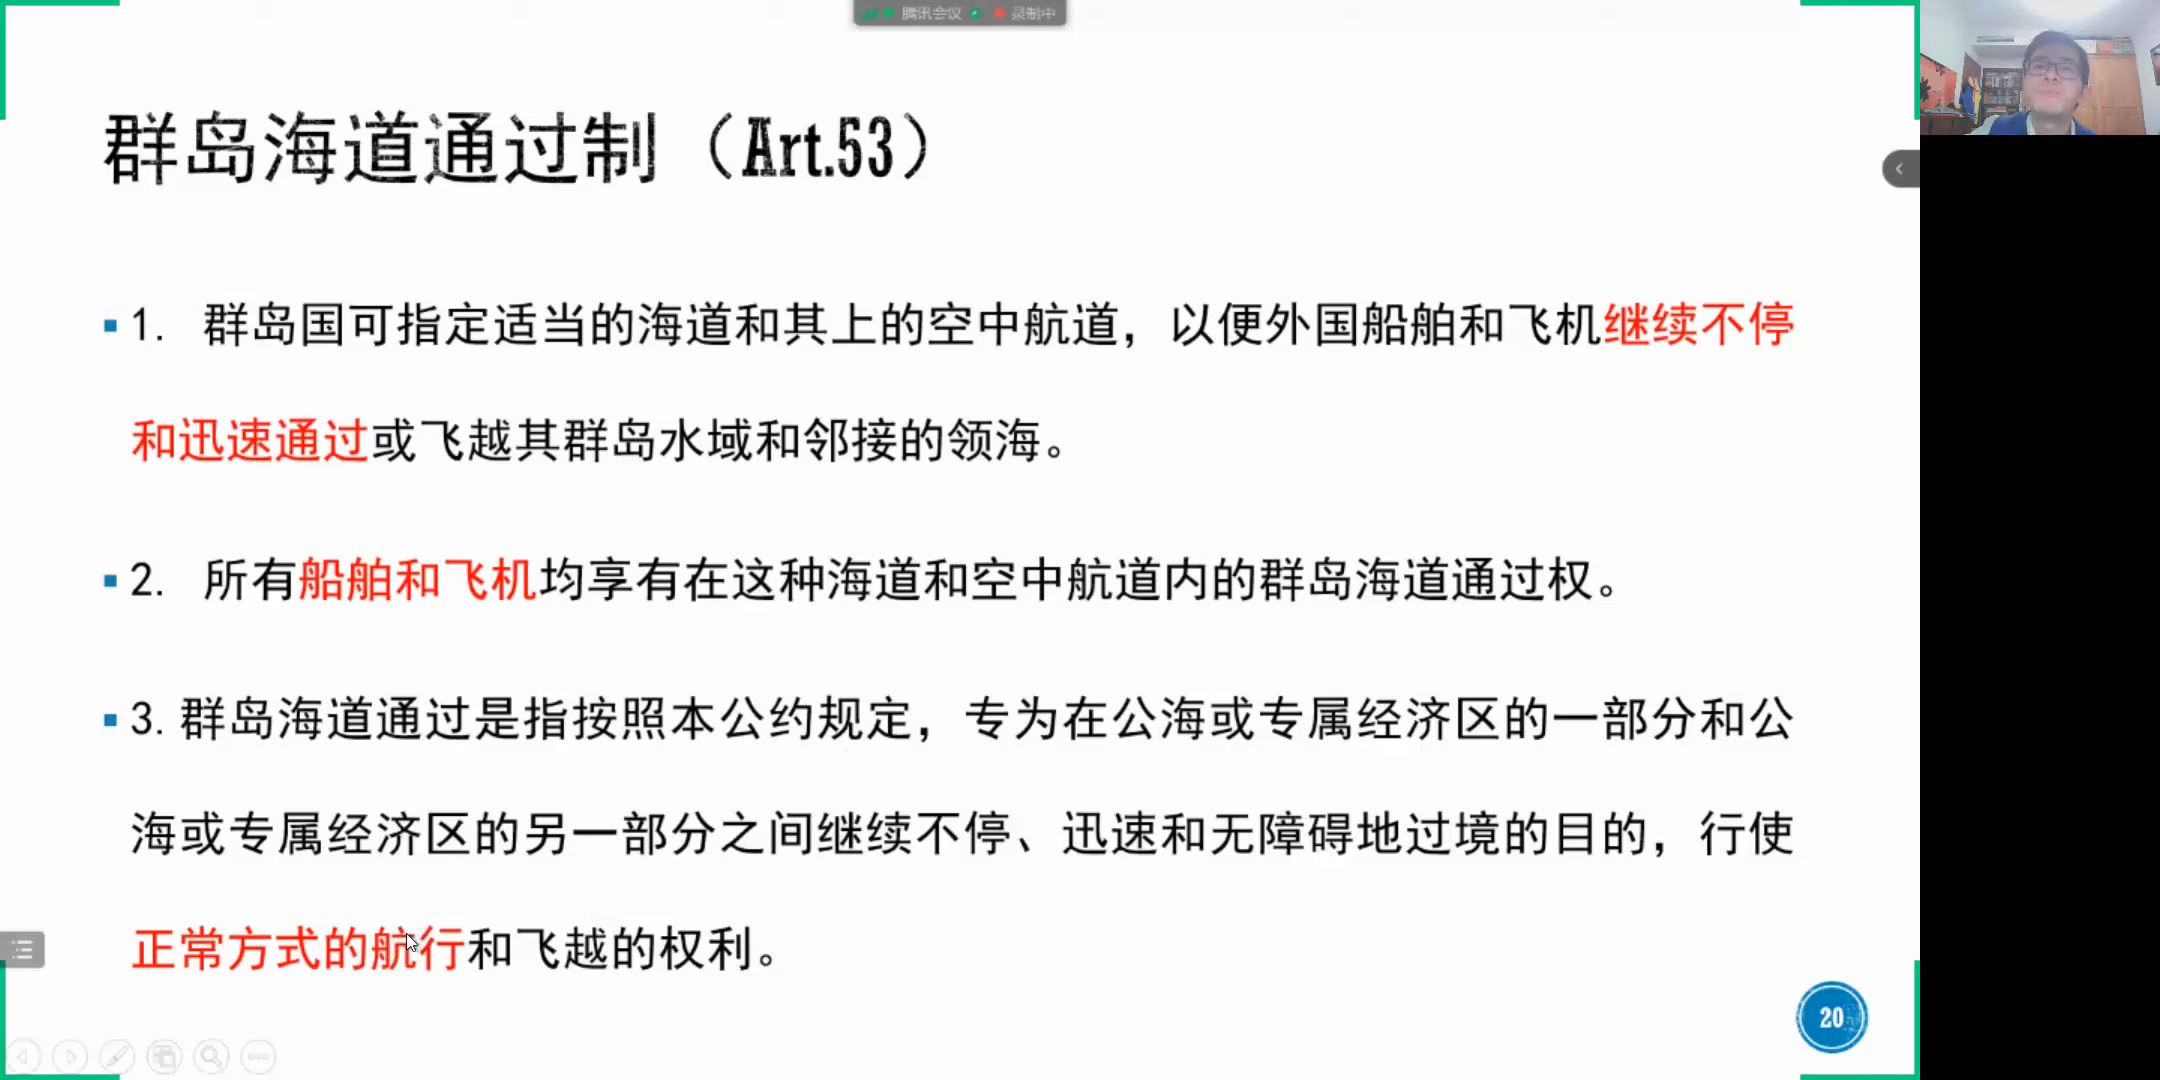 腾讯会议 录制中
群岛海道通过制（Art.53）
1. 群岛国可指定适当的海道和其上的空中航道，以便外国船舶和飞机继续不停
和迅速通过或飞越其群岛水域和邻接的领海。
2. 所有船舶和飞机均享有在这种海道和空中航道内的群岛海道通过权。
3. 群岛海道通过是指按照本公约规定，专为在公海或专属经济区的一部分和公
海或专属经济区的另一部分之间继续不停、迅速和无障碍地过境的目的，行使
正常方式的航行和飞越的权利。
20